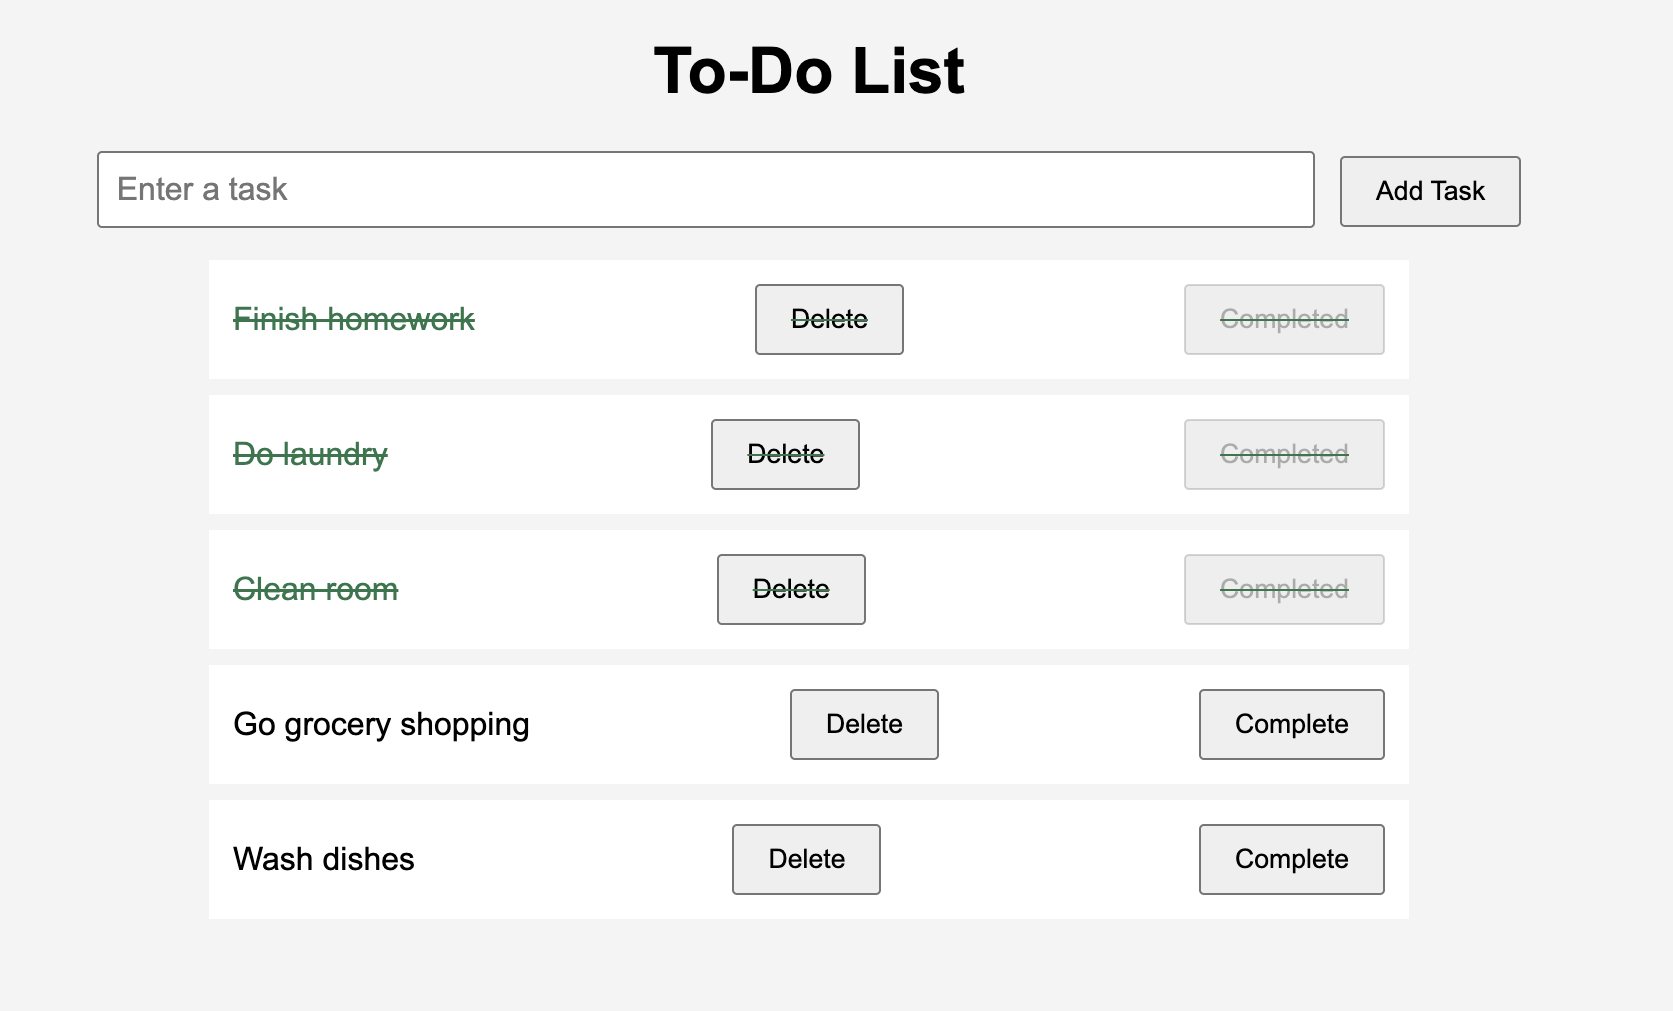 To-Do List
Enter a task Add Task
Finish homework Delete Completed
Do laundry Delete Completed
Clean room Delete Completed
Go grocery shopping Delete Complete
Wash dishes Delete Complete